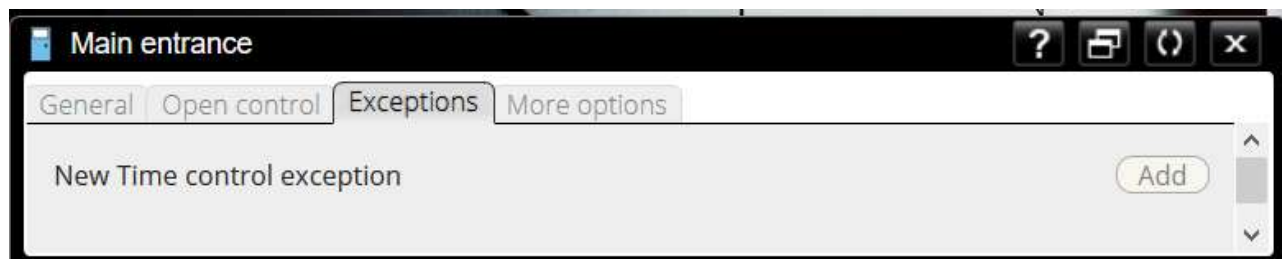 Main entrance
General Open control Exceptions More options
New Time control exception Add